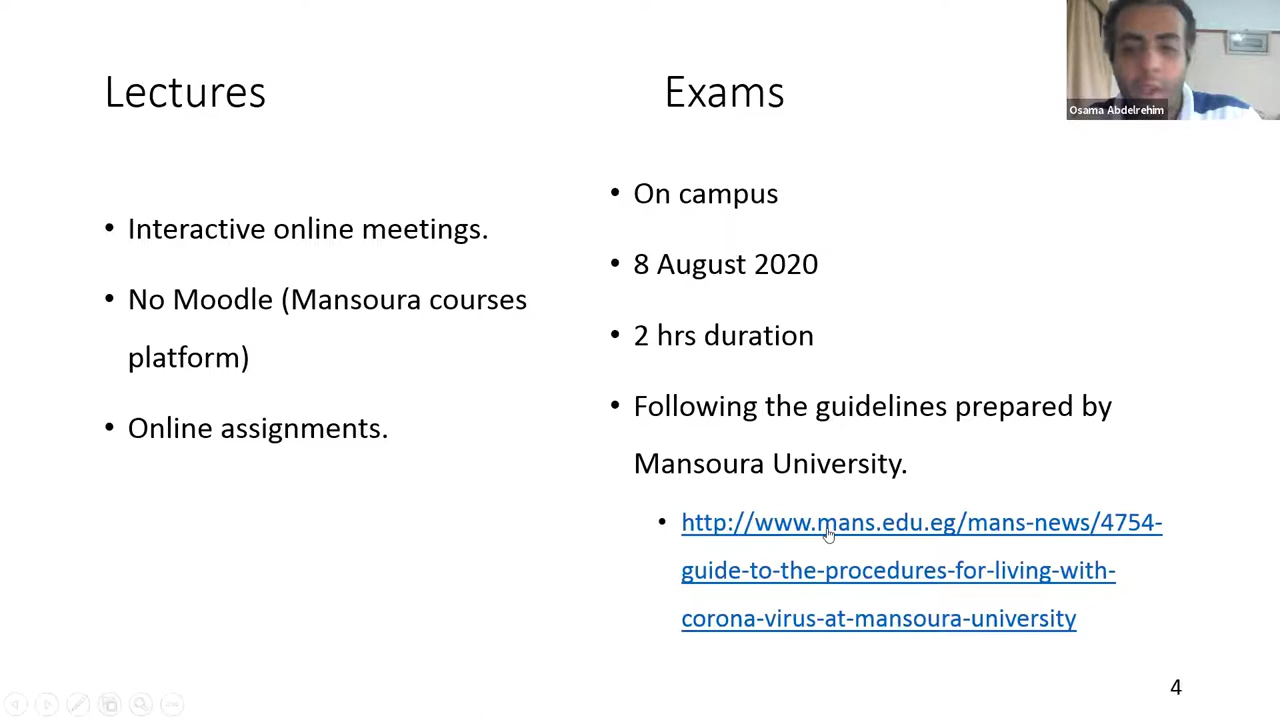 Lectures
Exams
Osama Abdelrehim
• Interactive online meetings.
• No Moodle (Mansoura courses
platform)
• Online assignments.
• On campus
• 8 August 2020
• 2 hrs duration
• Following the guidelines prepared by
Mansoura University.
• http://www.mans.edu.eg/mans-news/4754-
guide-to-the-procedures-for-living-with-
corona-virus-at-mansoura-university
4